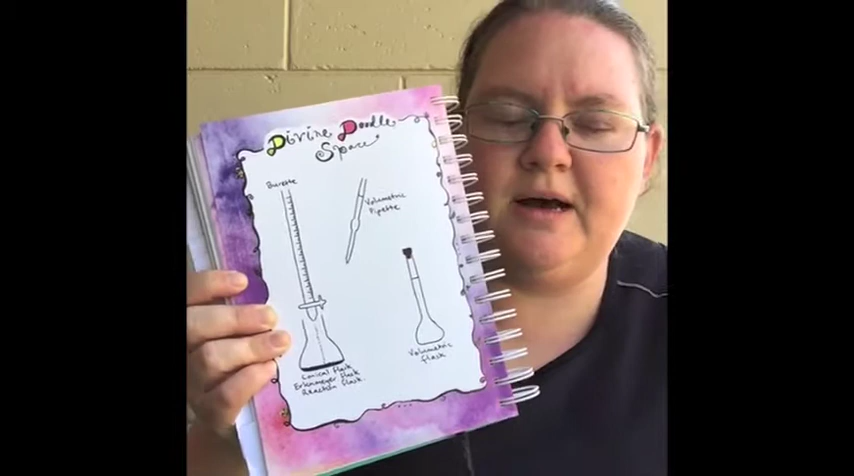 Divine Doodle
Space
Burette
Volumetric
Pipette
Volumetric
flask
Conical flask
Erlenmeyer flask
Reaction flask